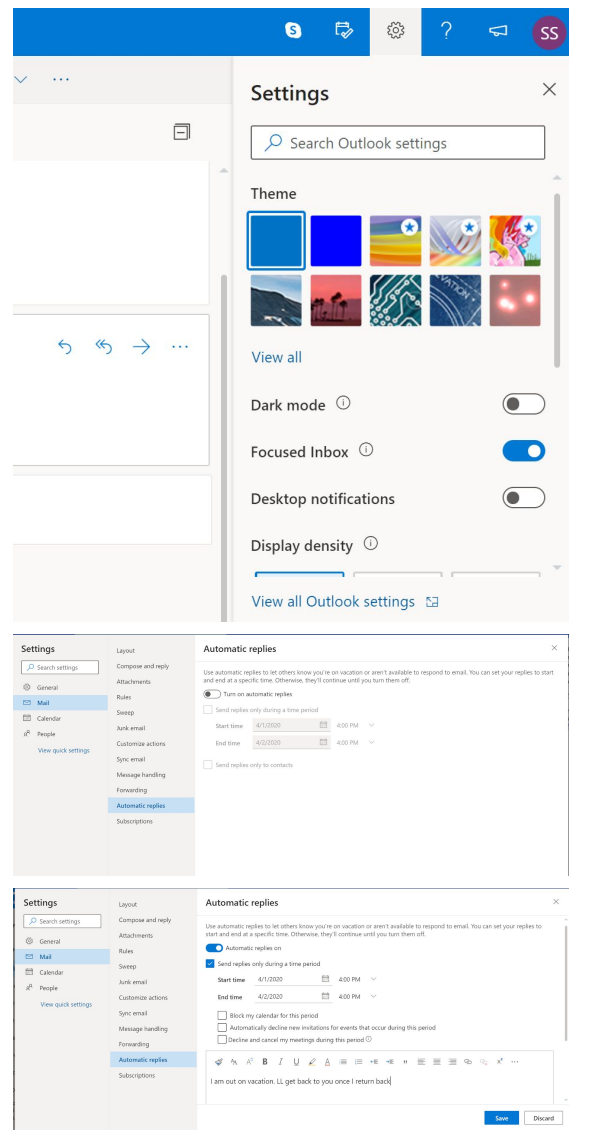 SS
Settings
Search Outlook settings
Theme
View all
Dark mode
Focused Inbox
Desktop notifications
Display density
View all Outlook settings
Settings
Search settings
General
Mail
Calendar
People
View quick settings
Layout
Compose and reply
Attachments
Rules
Sweep
Junk email
Customize actions
Sync email
Message handling
Forwarding
Automatic replies
Subscriptions
Automatic replies
Use automatic replies to let others know you're on vacation or aren't available to respond to email. You can set your replies to start
and end at a specific time. Otherwise, they'll continue until you turn them off.
Turn on automatic replies
Send replies only during a time period
Start time 4/1/2020 4:00 PM
End time 4/2/2020 4:00 PM
Send replies only to contacts
Settings
Search settings
General
Mail
Calendar
People
View quick settings
Layout
Compose and reply
Attachments
Rules
Sweep
Junk email
Customize actions
Sync email
Message handling
Forwarding
Automatic replies
Subscriptions
Automatic replies
Use automatic replies to let others know you're on vacation or aren't available to respond to email. You can set your replies to
start and end at a specific time. Otherwise, they'll continue until you turn them off.
Automatic replies on
Send replies only during a time period
Start time 4/1/2020 4:00 PM
End time 4/2/2020 4:00 PM
Block my calendar for this period
Automatically decline new invitations for events that occur during this period
Decline and cancel my meetings during this period
B I U A
I am out on vacation. LL get back to you once I return back
Save Discard